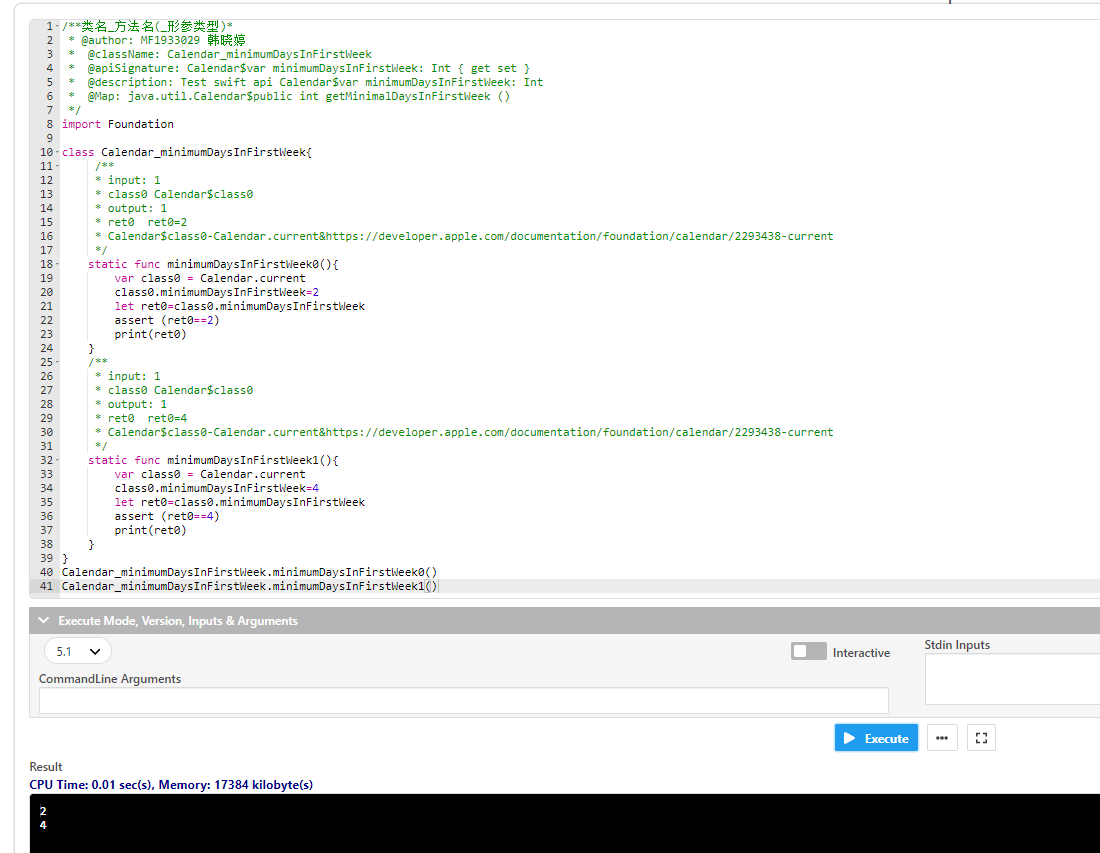 1 /**类名_方法名(_形参类型)*
2 * @author: MF1933029 韩晓婷
3 * @className: Calendar_minimumDaysInFirstWeek
4 * @apiSignature: Calendar$var minimumDaysInFirstWeek: Int { get set }
5 * @description: Test swift api Calendar$var minimumDaysInFirstWeek: Int
6 * @Map: java.util.Calendar$public int getMinimalDaysInFirstWeek ()
7 */
8 import Foundation
9
10 class Calendar_minimumDaysInFirstWeek{
11 /**
12 * input: 1
13 * class0 Calendar$class0
14 * output: 1
15 * ret0 ret0=2
16 * Calendar$class0-Calendar.current&https://developer.apple.com/documentation/foundation/calendar/2293438-current
17 */
18 static func minimumDaysInFirstWeek0(){
19 var class0 = Calendar.current
20 class0.minimumDaysInFirstWeek=2
21 let ret0=class0.minimumDaysInFirstWeek
22 assert (ret0==2)
23 print(ret0)
24 }
25 /**
26 * input: 1
27 * class0 Calendar$class0
28 * output: 1
29 * ret0 ret0=4
30 * Calendar$class0-Calendar.current&https://developer.apple.com/documentation/foundation/calendar/2293438-current
31 */
32 static func minimumDaysInFirstWeek1(){
33 var class0 = Calendar.current
34 class0.minimumDaysInFirstWeek=4
35 let ret0=class0.minimumDaysInFirstWeek
36 assert (ret0==4)
37 print(ret0)
38 }
39 }
40 Calendar_minimumDaysInFirstWeek.minimumDaysInFirstWeek0()
41 Calendar_minimumDaysInFirstWeek.minimumDaysInFirstWeek1()
Execute Mode, Version, Inputs & Arguments
5.1
Interactive
Stdin Inputs
CommandLine Arguments
Execute
Result
CPU Time: 0.01 sec(s), Memory: 17384 kilobyte(s)
2
4